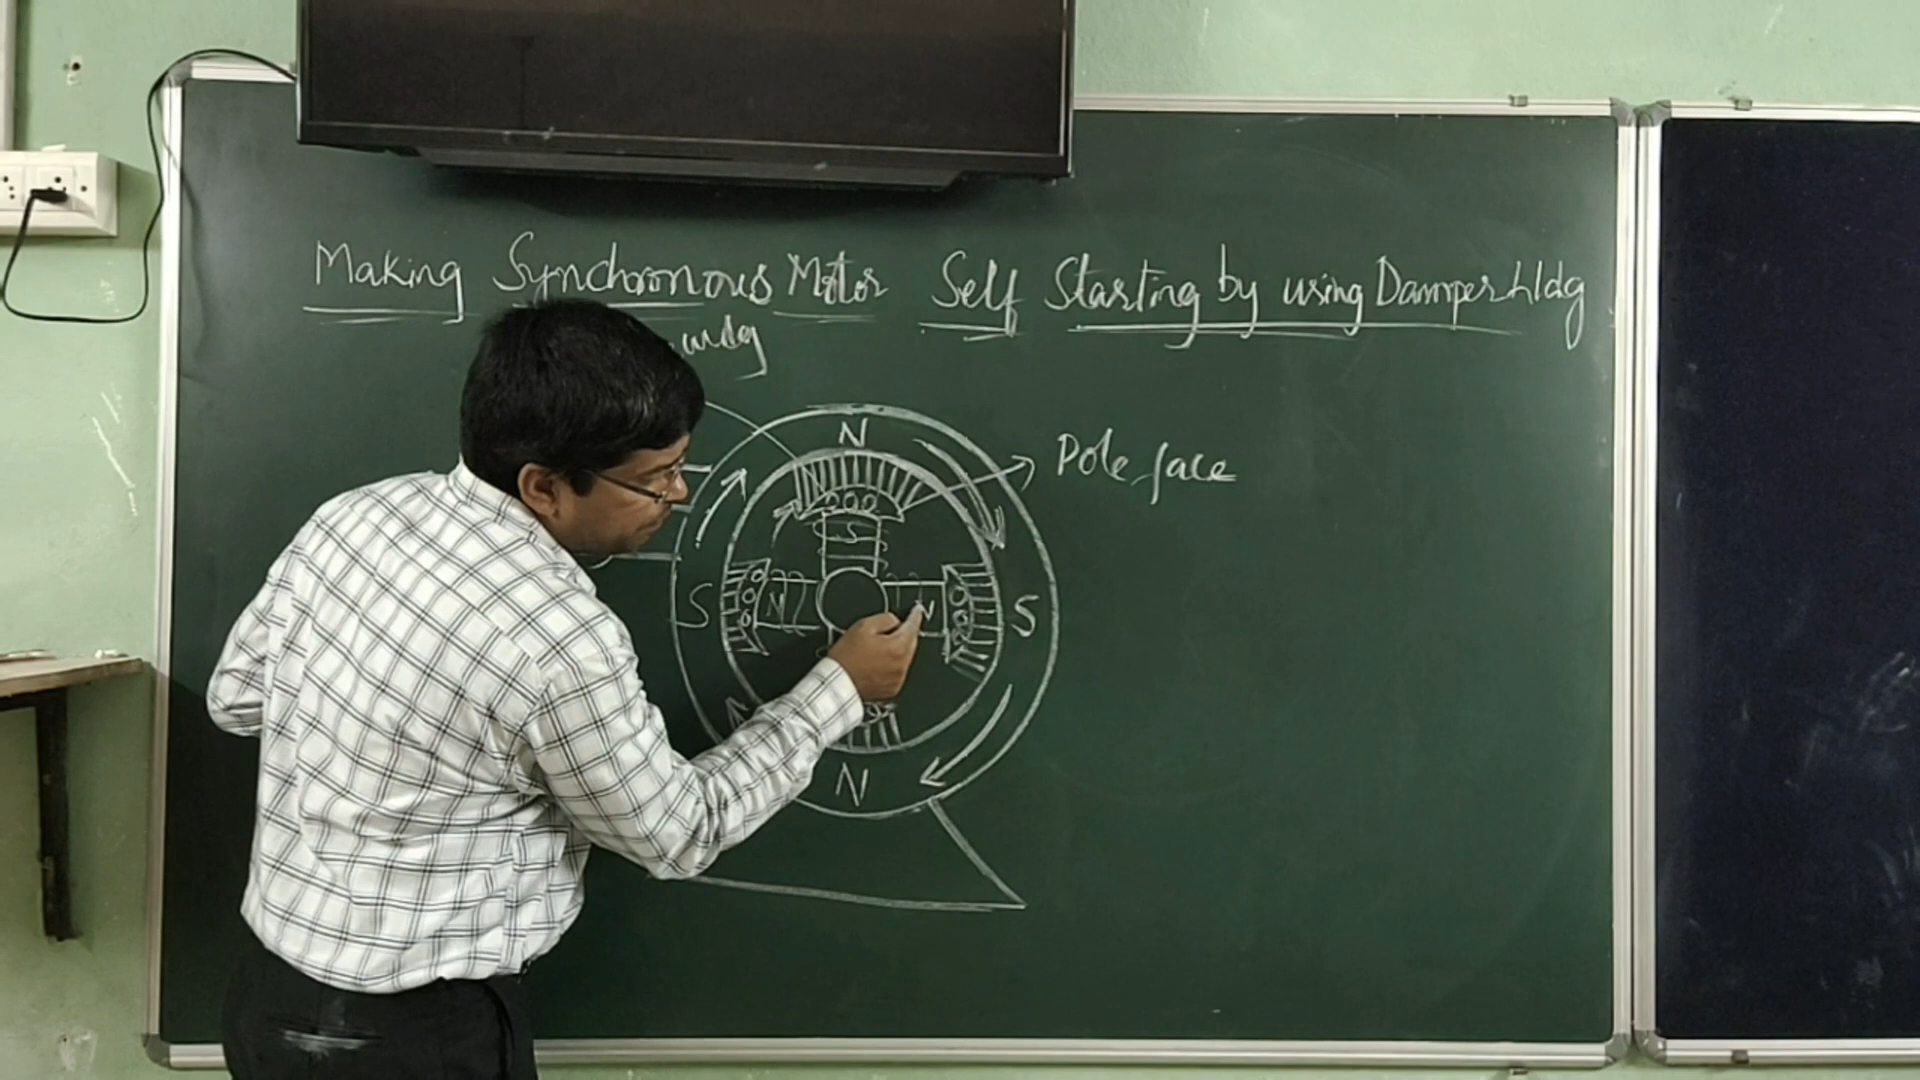 Making Synchronous Motor Self Starting by using Damper Wdg
wdg
N
Pole face
S
S N N S
N